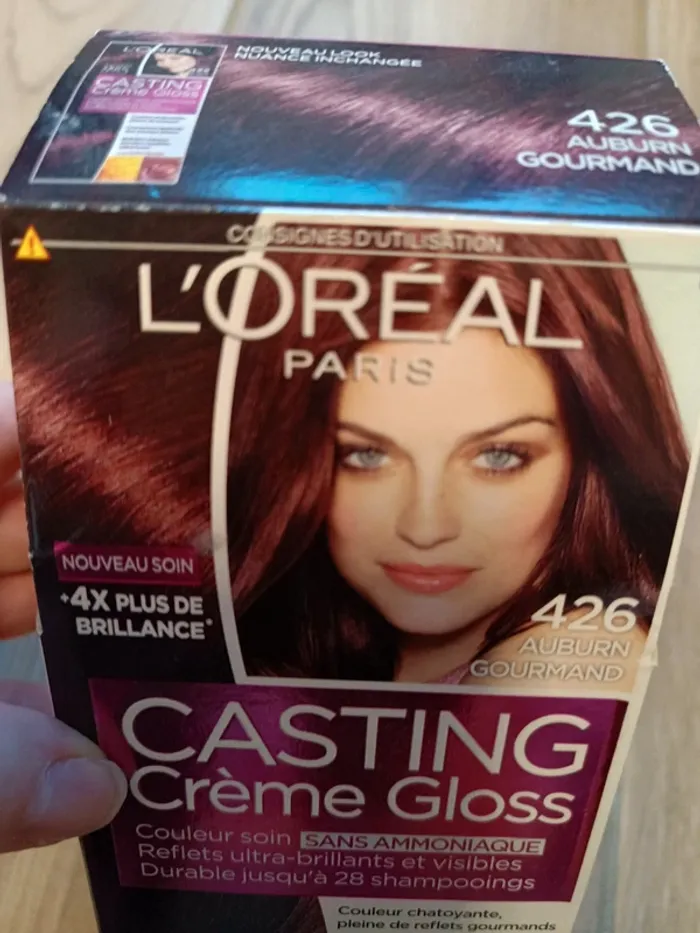 L'ORÉAL
CASTING
Crème Gloss
NOUVEAU LOOK
NUANCE INCHANGÉE
426
AUBURN
GOURMAND
CONSIGNES D'UTILISATION
L'ORÉAL
PARIS
NOUVEAU SOIN
+4X PLUS DE
BRILLANCE*
426
AUBURN
GOURMAND
CASTING
Crème Gloss
Couleur soin SANS AMMONIAQUE
Reflets ultra-brillants et visibles
Durable jusqu'à 28 shampooings
Couleur chatoyante,
pleine de reflets gourmands